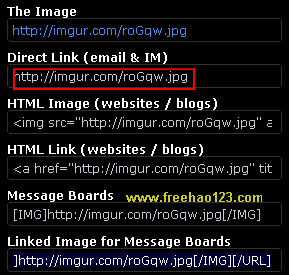 The Image
http://imgur.com/roGqw.jpg
Direct Link (email & IM)
http://imgur.com/roGqw.jpg
HTML Image (websites / blogs)
<img src="http://imgur.com/roGqw.jpg" a
HTML Link (websites / blogs)
<a href="http://imgur.com/roGqw.jpg" tit
Message Boards
www.freehao123.com
[IMG]http://imgur.com/roGqw.jpg[/IMG]
Linked Image for Message Boards
]http://imgur.com/roGqw.jpg[/IMG][/URL]